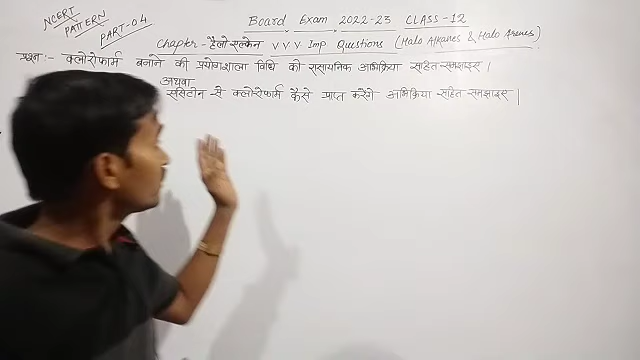 NCERT PATTERN PART-04
Board Exam 2022-23 CLASS-12
Chapter - हैलोएल्केन V V V Imp Questions (Halo Alkanes & Halo Arenes)
प्रश्न:- क्लोरोफार्म बनाने की प्रयोगशाला विधि को रासायनिक अभिक्रिया सहित समझाइए।
अथवा
एसिटोन से क्लोरोफार्म कैसे प्राप्त करेंगे अभिक्रिया सहित समझाइए।